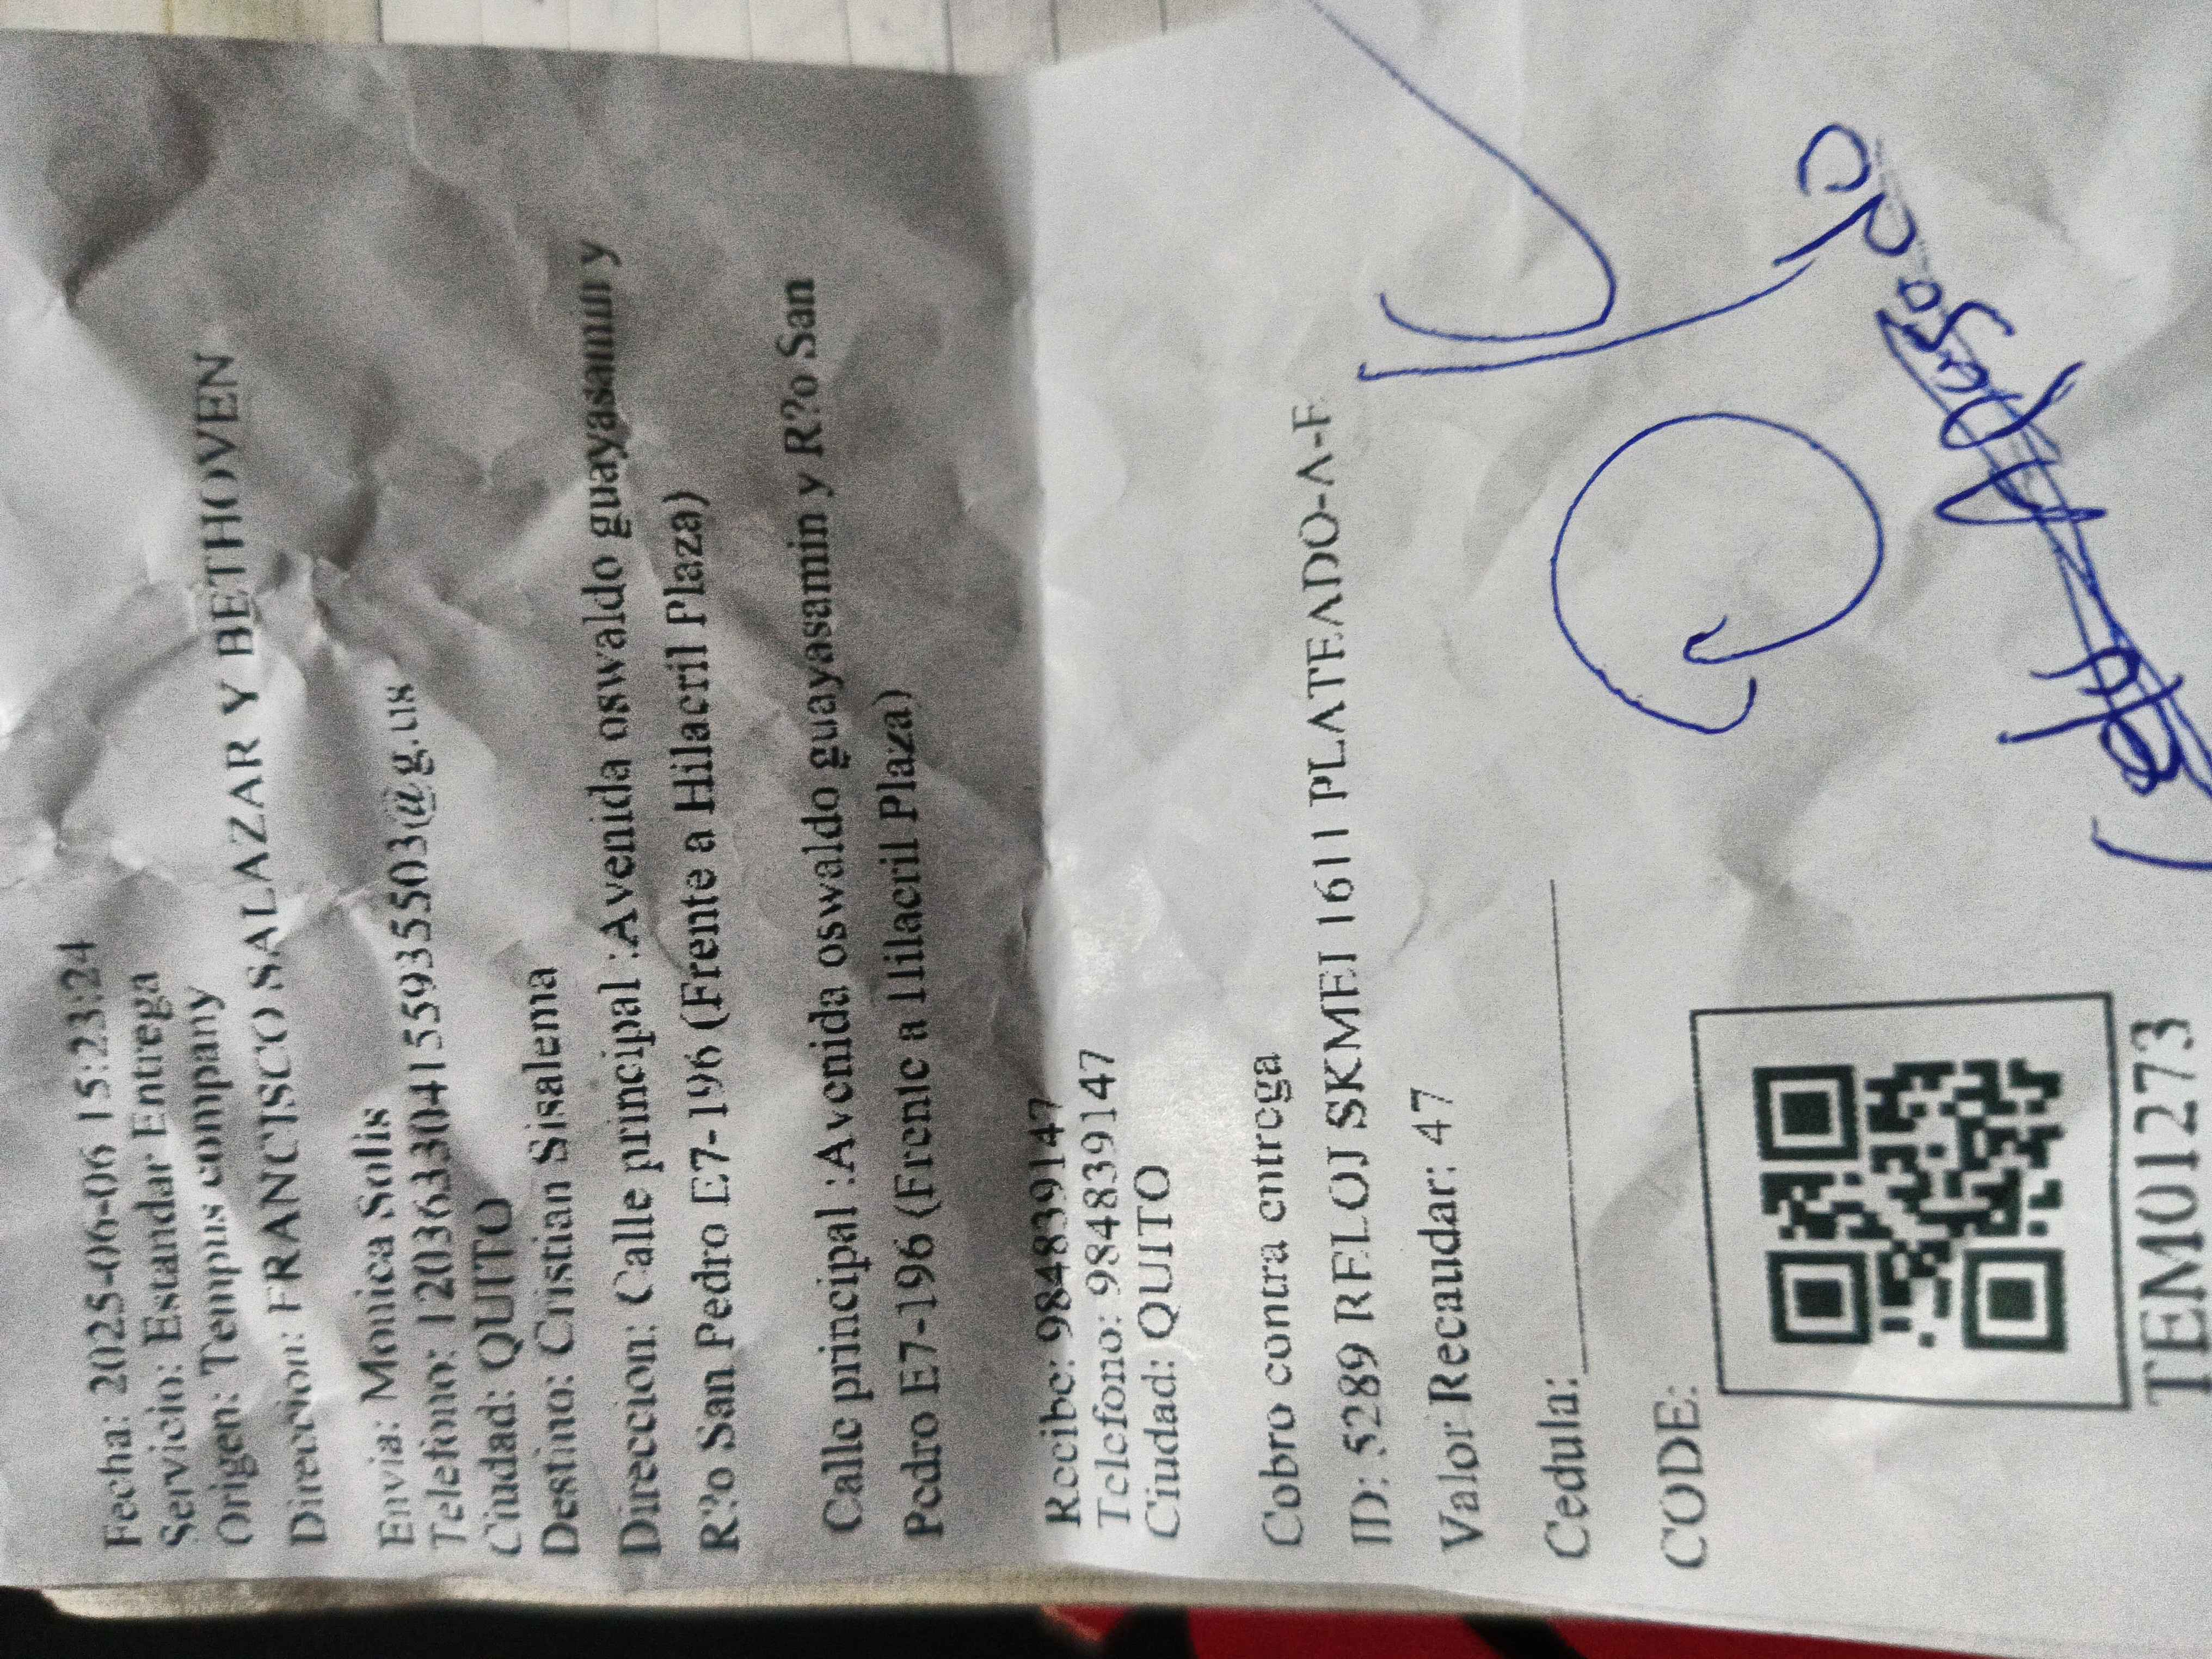 Fecha: 2025-06-06 15:23:24
Servicio: Estandar Entrega
Origen: Tempus company
Direccion: FRANCISCO SALAZAR Y BETHOVEN
Envia: Monica Solis
Telefono: 120363304155935503@g.us
Ciudad: QUITO
Destino: Cristian Sisalema
Direccion: Calle principal :Avenida oswaldo guayasamin y
R?o San Pedro E7-196 (Frente a Hilacril Plaza)
Calle principal :Avenida oswaldo guayasamin y R?o San
Pedro E7-196 (Frente a Hilacril Plaza)
Recibe: 984839147
Telefono: 984839147
Ciudad: QUITO
Cobro contra entrega
ID: 5289 RELOJ SKMEI 1611 PLATEADO-A-F
Valor Recaudar: 47
Cedula:
CODE:
TEM01273